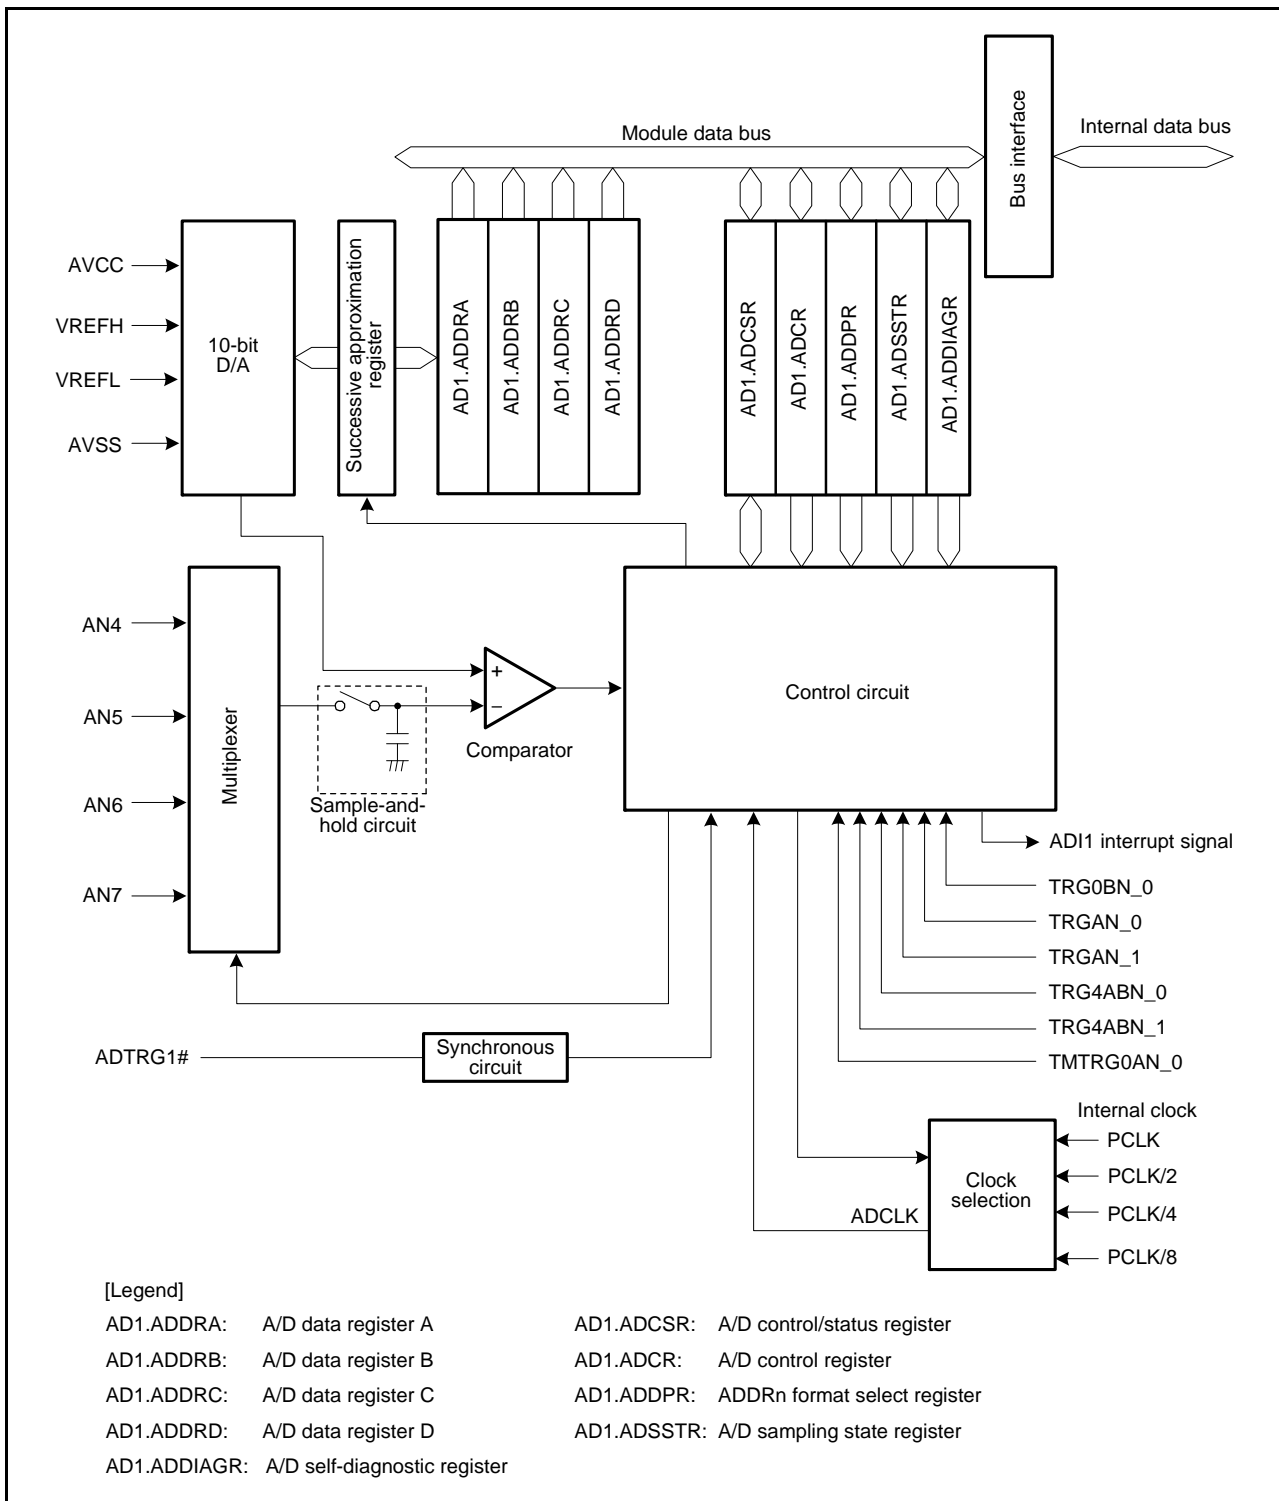 Module data bus
Bus interface
Internal data bus
AVCC
VREFH
VREFL
AVSS
10-bit
D/A
Successive approximation
register
AD1.ADDRA
AD1.ADDRB
AD1.ADDRC
AD1.ADDRD
AD1.ADCSR
AD1.ADCR
AD1.ADDPR
AD1.ADSSTR
AD1.ADDIAGR
AN4
AN5
AN6
AN7
Multiplexer
Sample-and-
hold circuit
+
−
Comparator
Control circuit
ADI1 interrupt signal
TRG0BN_0
TRGAN_0
TRGAN_1
TRG4ABN_0
TRG4ABN_1
TMTRG0AN_0
ADTRG1#
Synchronous
circuit
Internal clock
PCLK
PCLK/2
PCLK/4
PCLK/8
Clock
selection
ADCLK
[Legend]
AD1.ADDRA: A/D data register A
AD1.ADDRB: A/D data register B
AD1.ADDRC: A/D data register C
AD1.ADDRD: A/D data register D
AD1.ADDIAGR: A/D self-diagnostic register
AD1.ADCSR: A/D control/status register
AD1.ADCR: A/D control register
AD1.ADDPR: ADDRn format select register
AD1.ADSSTR: A/D sampling state register